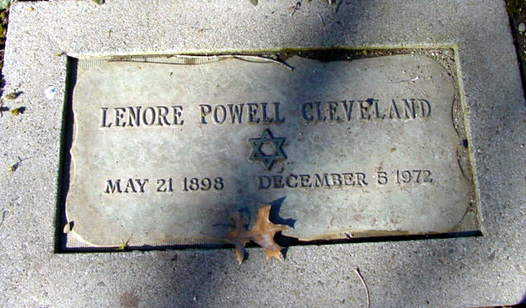 LENORE POWELL CLEVELAND
MAY 21 1898 DECEMBER 5 1972